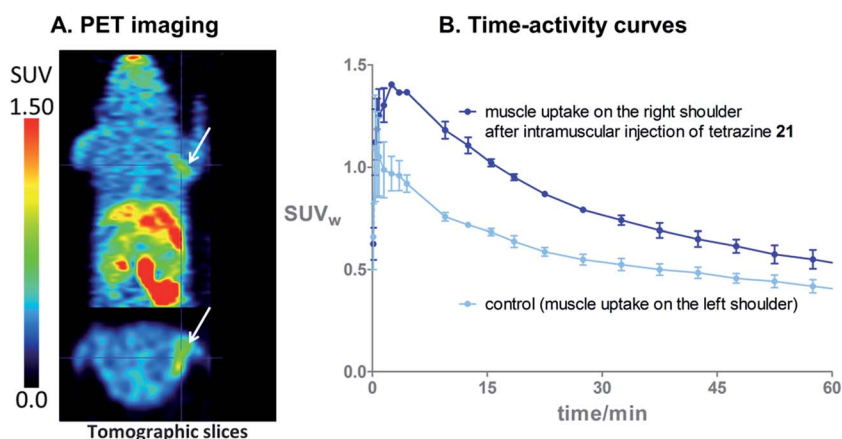 A. PET imaging
SUV
1.50
0.0
Tomographic slices
B. Time-activity curves
1.5
1.0
0.5
0.0
SUVw
muscle uptake on the right shoulder
after intramuscular injection of tetrazine 21
control (muscle uptake on the left shoulder)
0 15 30 45 60
time/min